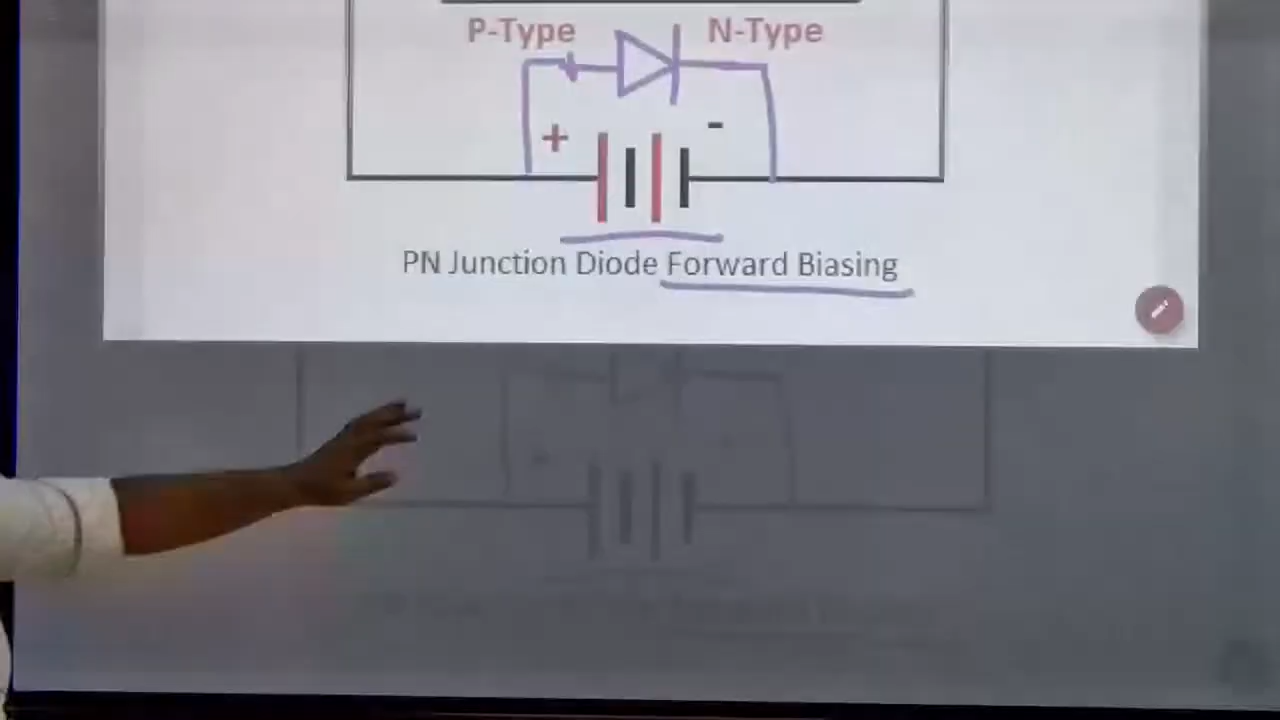 P-Type N-Type
+ -
PN Junction Diode Forward Biasing